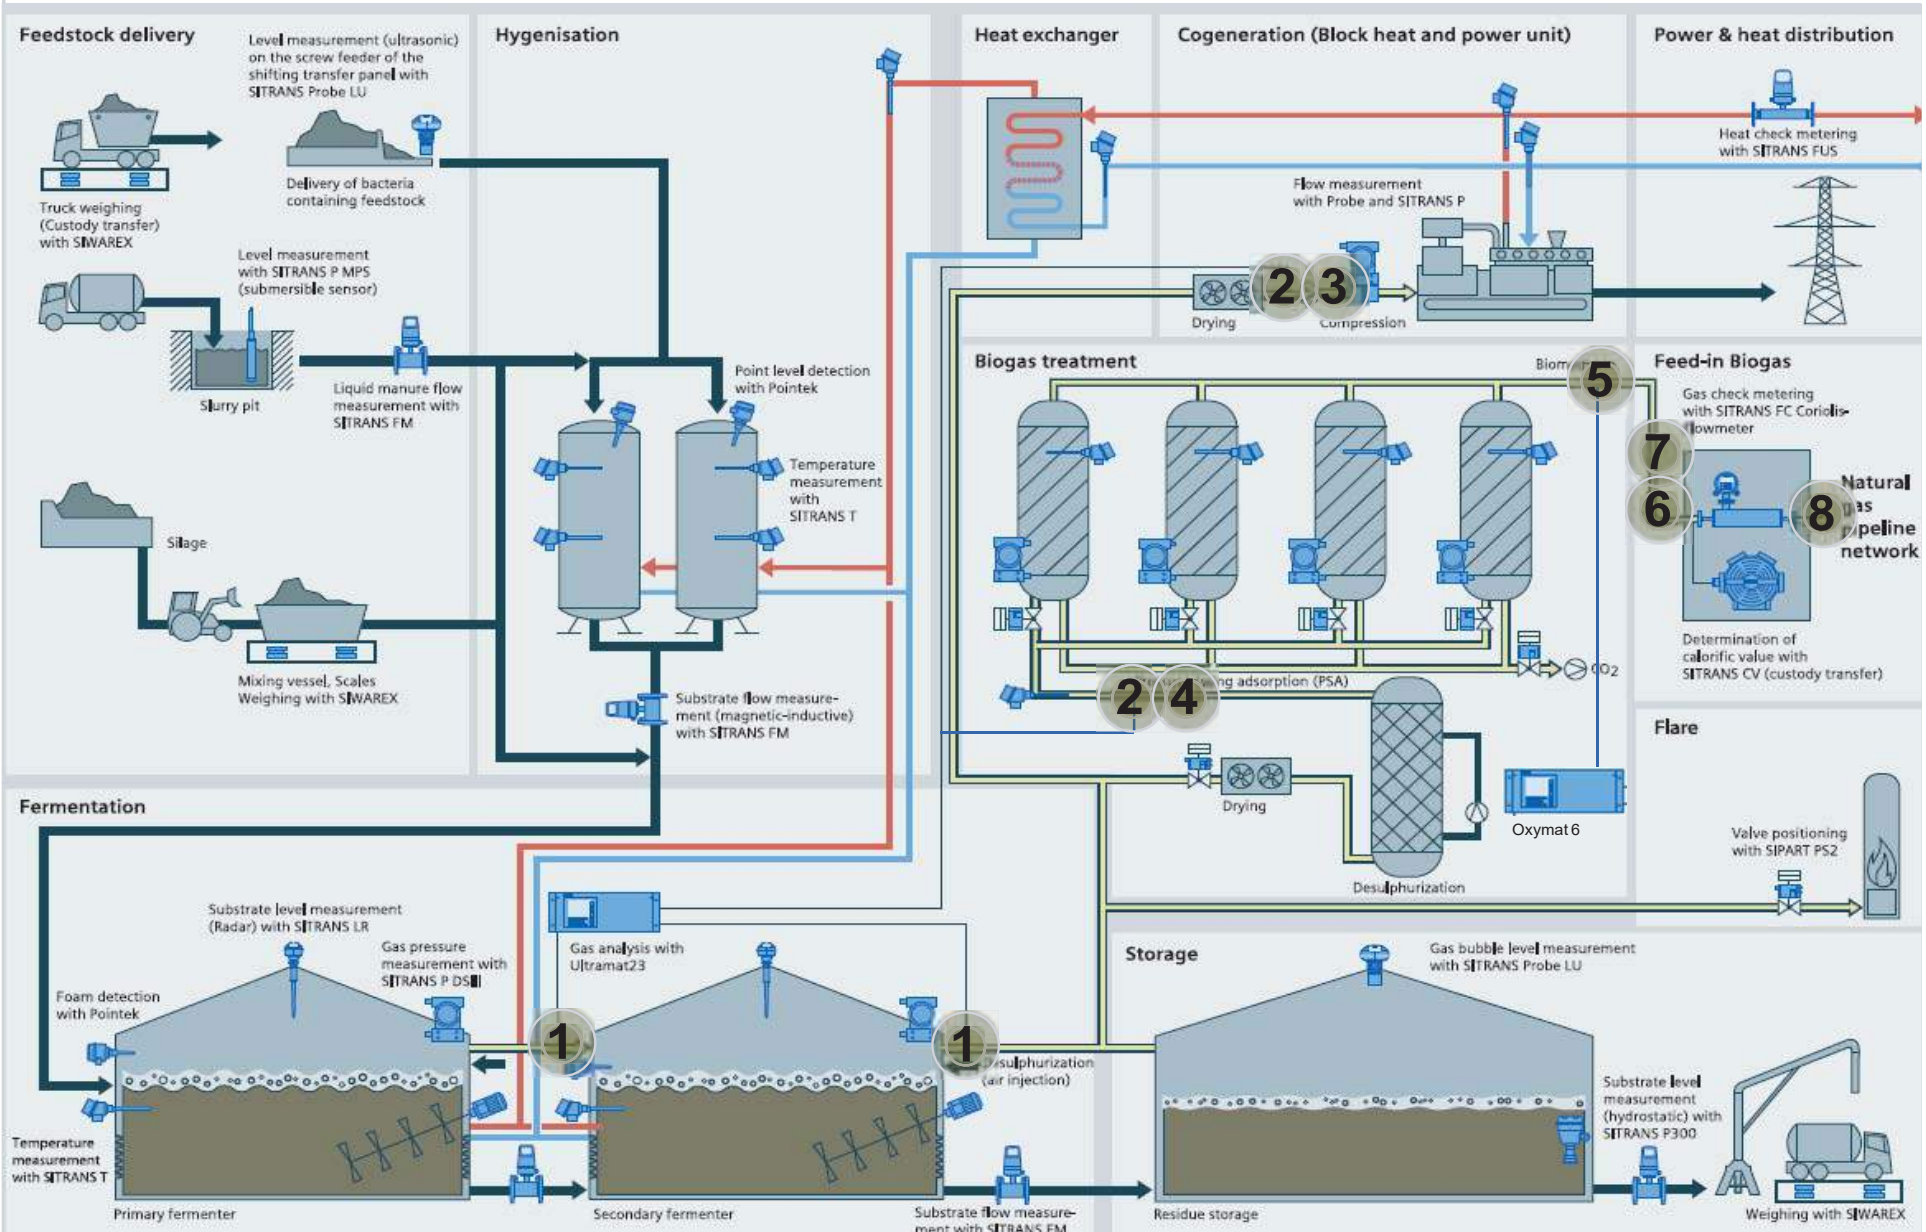 Feedstock delivery
Level measurement (ultrasonic)
on the screw feeder of the
shifting transfer panel with
SITRANS Probe LU
Truck weighing
(Custody transfer)
with SIWAREX
Delivery of bacteria
containing feedstock
Level measurement
with SITRANS P MPS
(submersible sensor)
Slurry pit
Liquid manure flow
measurement with
SITRANS FM
Silage
Mixing vessel, Scales
Weighing with SIWAREX
Hygenisation
Point level detection
with Pointek
Temperature
measurement
with
SITRANS T
Substrate flow measure-
ment (magnetic-inductive)
with SITRANS FM
Heat exchanger
Cogeneration (Block heat and power unit)
Flow measurement
with Probe and SITRANS P
2
3
Drying
Compression
Power & heat distribution
Heat check metering
with SITRANS FUS
Biogas treatment
5
2
4
adsorption (PSA)
CO2
Drying
Desulphurization
Oxymat 6
Feed-in Biogas
Gas check metering
with SITRANS FC Coriolis-
flowmeter
7
6
8
Natural
gas
pipeline
network
Determination of
calorific value with
SITRANS CV (custody transfer)
Flare
Valve positioning
with SIPART PS2
Fermentation
Substrate level measurement
(Radar) with SITRANS LR
Gas pressure
measurement with
SITRANS P DSIII
Foam detection
with Pointek
Gas analysis with
Ultramat23
1
1
Desulphurization
(air injection)
Temperature
measurement
with SITRANS T
Primary fermenter
Secondary fermenter
Substrate flow measure-
ment with SITRANS FM
Storage
Gas bubble level measurement
with SITRANS Probe LU
Substrate level
measurement
(hydrostatic) with
SITRANS P300
Residue storage
Weighing with SIWAREX